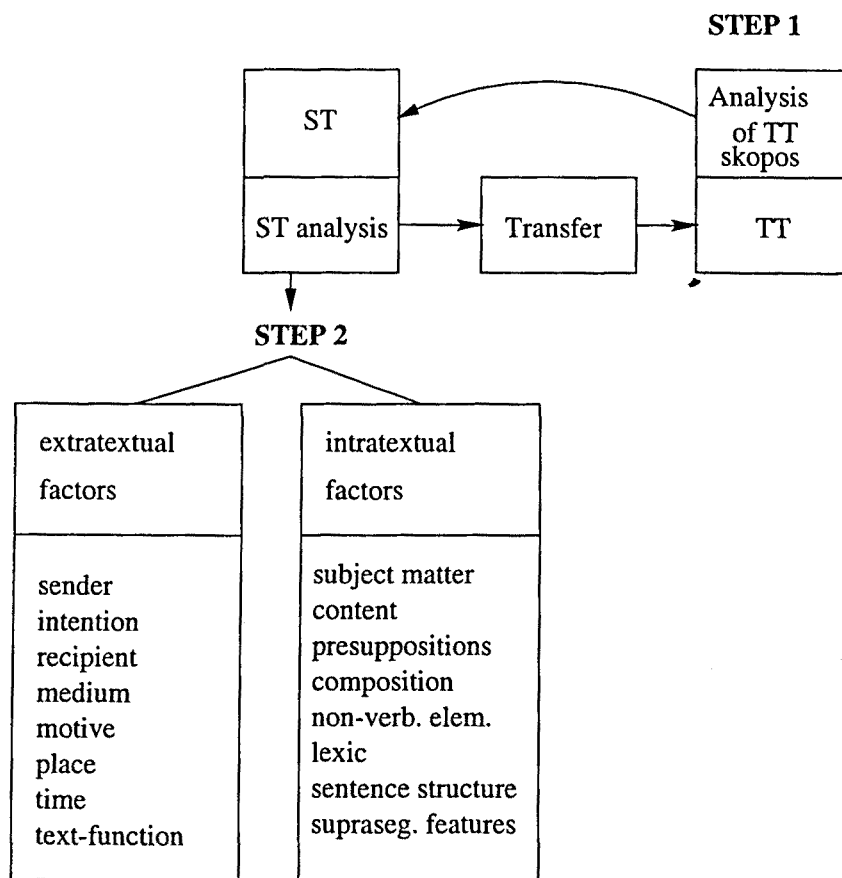 STEP 1
ST
Analysis
of TT
skopos
ST analysis
Transfer
TT
STEP 2
extratextual
factors
intratextual
factors
sender
intention
recipient
medium
motive
place
time
text-function
subject matter
content
presuppositions
composition
non-verb. elem.
lexic
sentence structure
supraseg. features